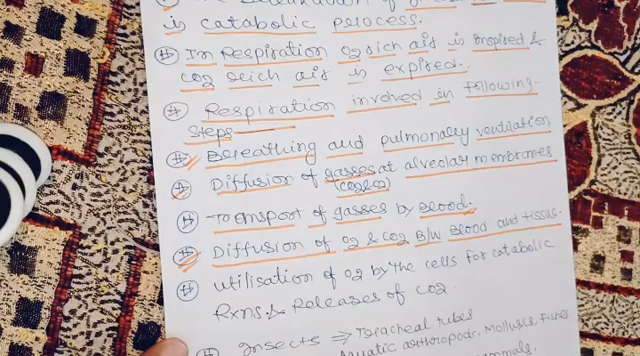 is catabolic process.
In Respiration O2 rich air is inspired &
CO2 rich air is expired.
Respiration involved in following
steps
Breathing and pulmonary ventilation
Diffusion of gasses at alveolar membranes
(CO2&O2)
Transport of gasses by Blood.
Diffusion of O2 & CO2 B/W Blood and tissue.
utilisation of O2 by the cells for catabolic
Rxns. & Releases of CO2.
Insects ⇒ Tracheal tubes
Aquatic arthropods, Molluscs, Fishes